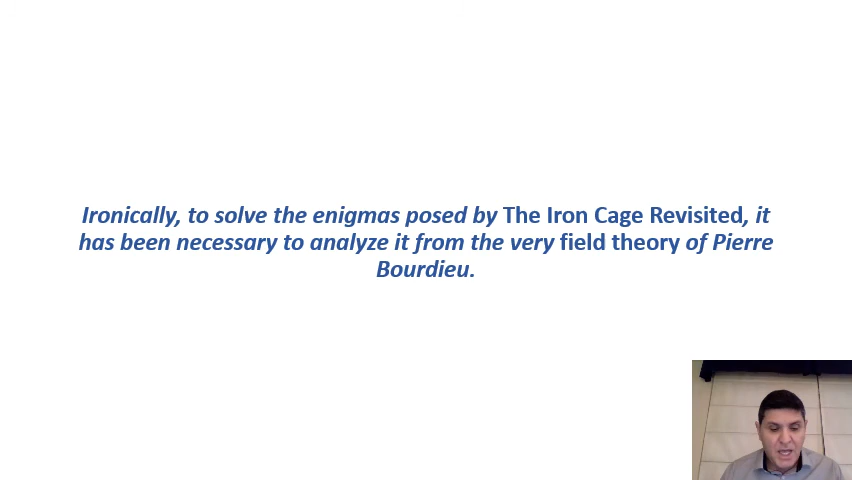 Ironically, to solve the enigmas posed by The Iron Cage Revisited, it
has been necessary to analyze it from the very field theory of Pierre
Bourdieu.